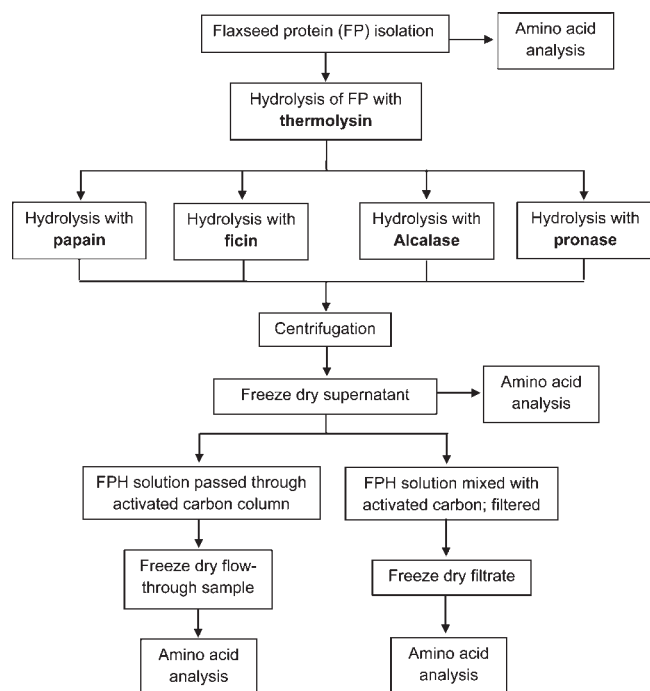 Flaxseed protein (FP) isolation
Amino acid
analysis
Hydrolysis of FP with
thermolysin
Hydrolysis with
papain
Hydrolysis with
ficin
Hydrolysis with
Alcalase
Hydrolysis with
pronase
Centrifugation
Freeze dry supernatant
Amino acid
analysis
FPH solution passed through
activated carbon column
FPH solution mixed with
activated carbon; filtered
Freeze dry flow-
through sample
Freeze dry filtrate
Amino acid
analysis
Amino acid
analysis